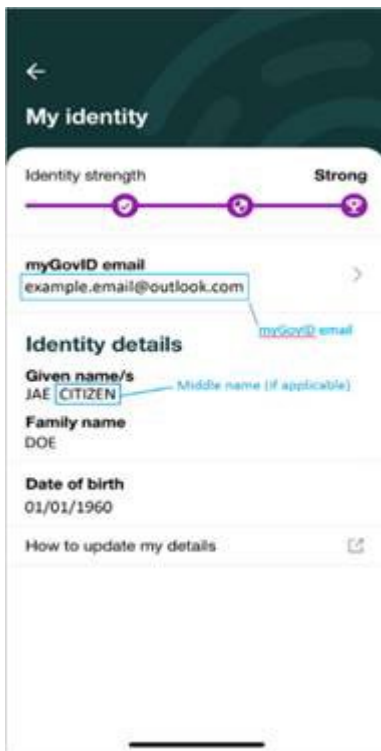 My identity
Identity strength Strong
myGovID email
example.email@outlook.com
myGovID email
Identity details
Given name/s
JAE CITIZEN Middle name (if applicable)
Family name
DOE
Date of birth
01/01/1960
How to update my details